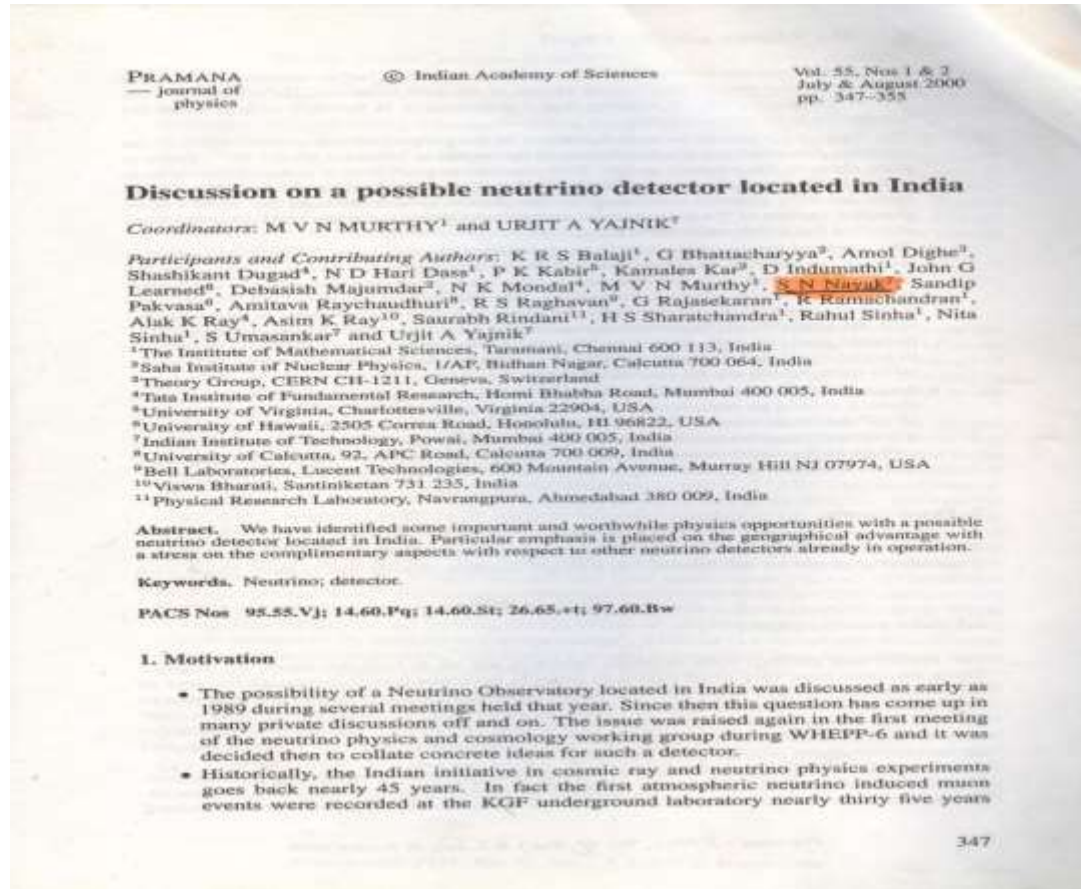 PRAMANA
— journal of
physics
© Indian Academy of Sciences
Vol. 55, Nos 1 & 2
July & August 2000
pp. 347–355
Discussion on a possible neutrino detector located in India
Coordinators: M V N MURTHY¹ and URJIT A YAJNIK⁷
Participants and Contributing Authors: K R S Balaji¹, G Bhattacharyya², Amol Dighe³,
Shashikant Dugad⁴, N D Hari Dass¹, P K Kabir⁵, Kamales Kar², D Indumathi¹, John G
Learned⁶, Debasish Majumdar², N K Mondal⁴, M V N Murthy¹, S N Nayak⁷, Sandip
Pakvasa⁶, Amitava Raychaudhuri⁸, R S Raghavan⁹, G Rajasekaran¹, R Ramachandran¹,
Alak K Ray⁴, Asim K Ray¹⁰, Saurabh Rindani¹¹, H S Sharatchandra¹, Rahul Sinha¹, Nita
Sinha¹, S Umasankar⁷ and Urjit A Yajnik⁷
¹The Institute of Mathematical Sciences, Taramani, Chennai 600 113, India
²Saha Institute of Nuclear Physics, 1/AF, Bidhan Nagar, Calcutta 700 064, India
³Theory Group, CERN CH-1211, Geneva, Switzerland
⁴Tata Institute of Fundamental Research, Homi Bhabha Road, Mumbai 400 005, India
⁵University of Virginia, Charlottesville, Virginia 22904, USA
⁶University of Hawaii, 2505 Correa Road, Honolulu, HI 96822, USA
⁷Indian Institute of Technology, Powai, Mumbai 400 005, India
⁸University of Calcutta, 92, APC Road, Calcutta 700 009, India
⁹Bell Laboratories, Lucent Technologies, 600 Mountain Avenue, Murray Hill NJ 07974, USA
¹⁰Viswa Bharati, Santiniketan 731 235, India
¹¹Physical Research Laboratory, Navrangpura, Ahmedabad 380 009, India
Abstract. We have identified some important and worthwhile physics opportunities with a possible
neutrino detector located in India. Particular emphasis is placed on the geographical advantage with
a stress on the complimentary aspects with respect to other neutrino detectors already in operation.
Keywords. Neutrino; detector.
PACS Nos 95.55.Vj; 14.60.Pq; 14.60.St; 26.65.+t; 97.60.Bw
1. Motivation
• The possibility of a Neutrino Observatory located in India was discussed as early as
1989 during several meetings held that year. Since then this question has come up in
many private discussions off and on. The issue was raised again in the first meeting
of the neutrino physics and cosmology working group during WHEPP-6 and it was
decided then to collate concrete ideas for such a detector.
• Historically, the Indian initiative in cosmic ray and neutrino physics experiments
goes back nearly 45 years. In fact the first atmospheric neutrino induced muon
events were recorded at the KGF underground laboratory nearly thirty five years
347